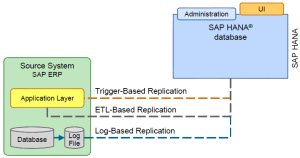 Administration
UI
SAP HANA®
database
SAP HANA
Source System
SAP ERP
Application Layer
Trigger-Based Replication
ETL-Based Replication
Database
Log
File
Log-Based Replication